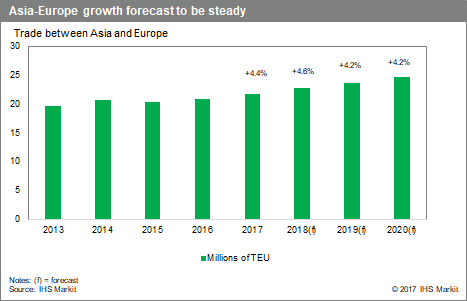 Asia-Europe growth forecast to be steady
Trade between Asia and Europe
30
25
20
15
10
5
0
+4.4%
+4.6%
+4.2%
+4.2%
2013 2014 2015 2016 2017 2018(f) 2019(f) 2020(f)
Millions of TEU
Notes: (f) = forecast
Source: IHS Markit © 2017 IHS Markit